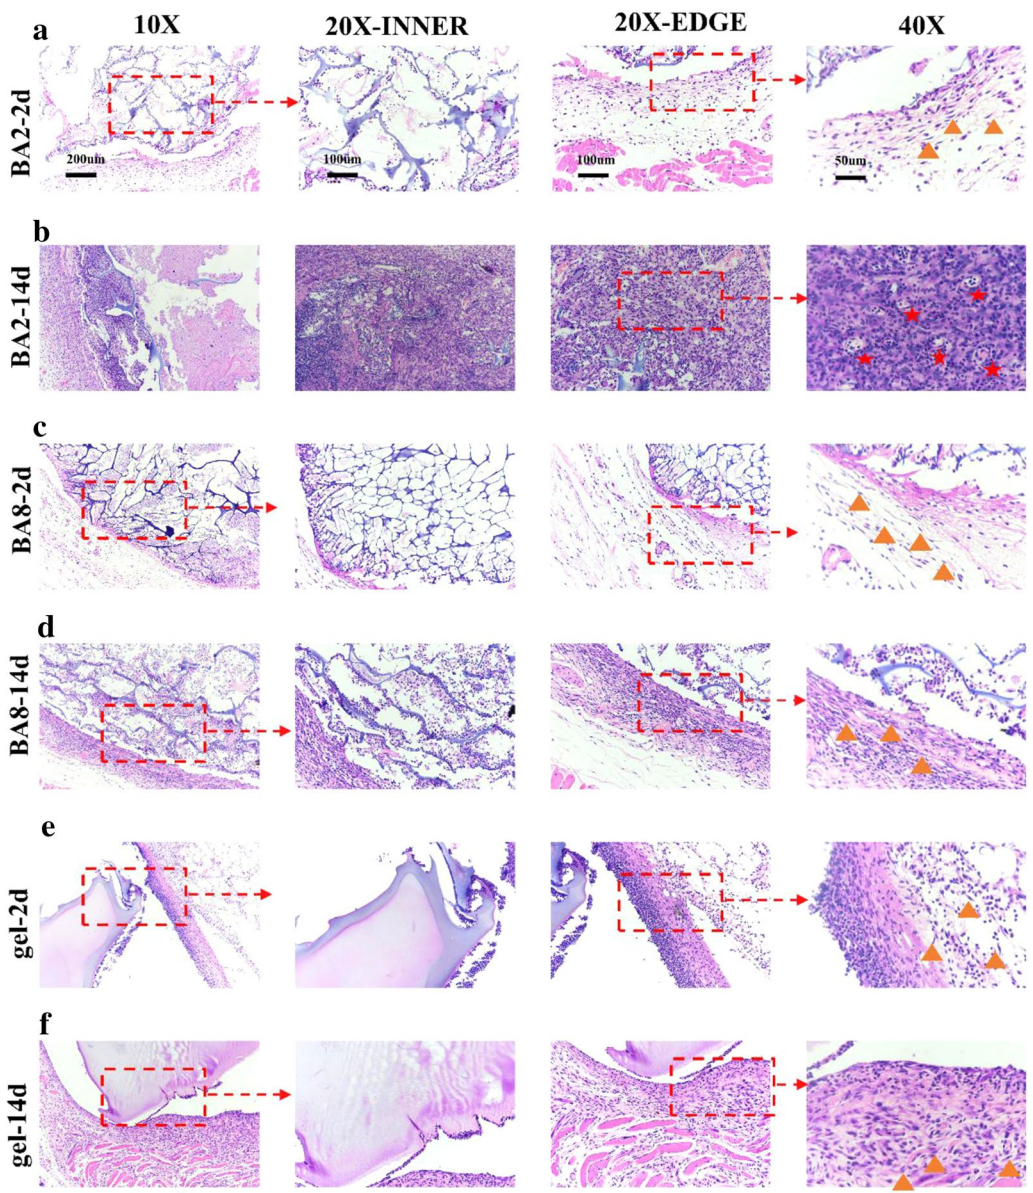 a
10X
20X-INNER
20X-EDGE
40X
BA2-2d
200um
100um
100um
50um
b
BA2-14d
c
BA8-2d
d
BA8-14d
e
gel-2d
f
gel-14d